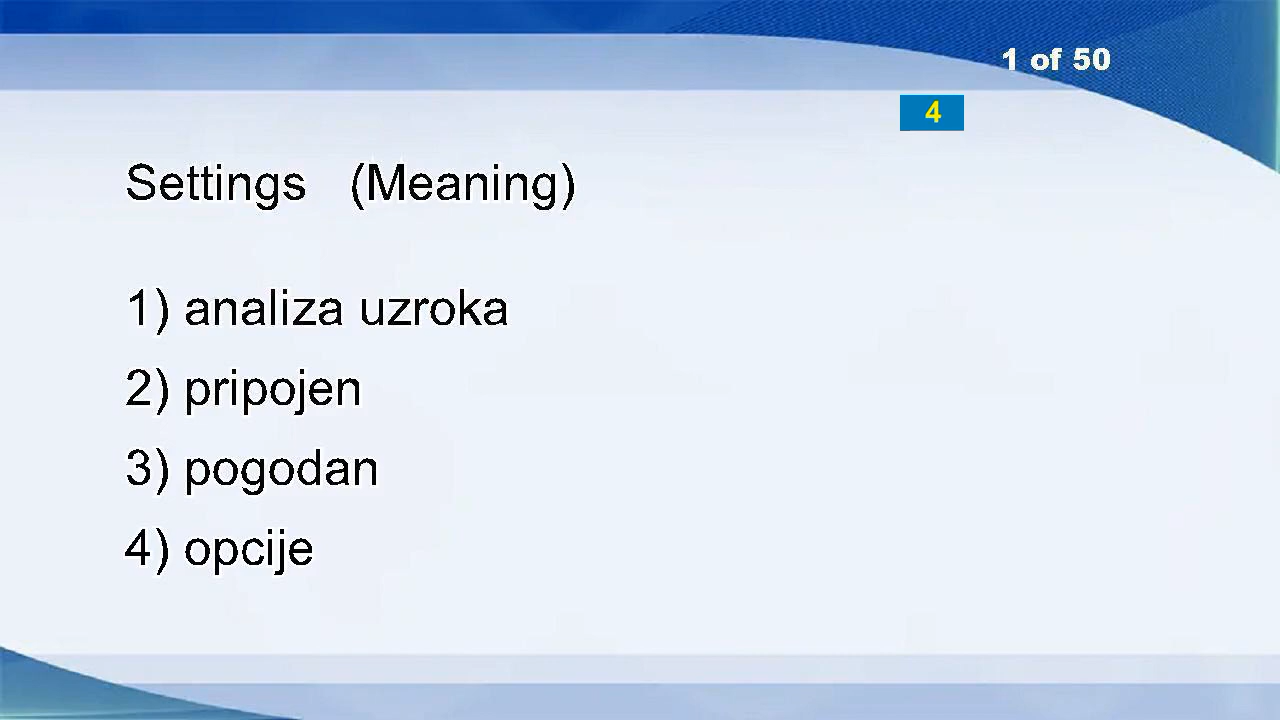 1 of 50
4
Settings (Meaning)
1) analiza uzroka
2) pripojen
3) pogodan
4) opcije